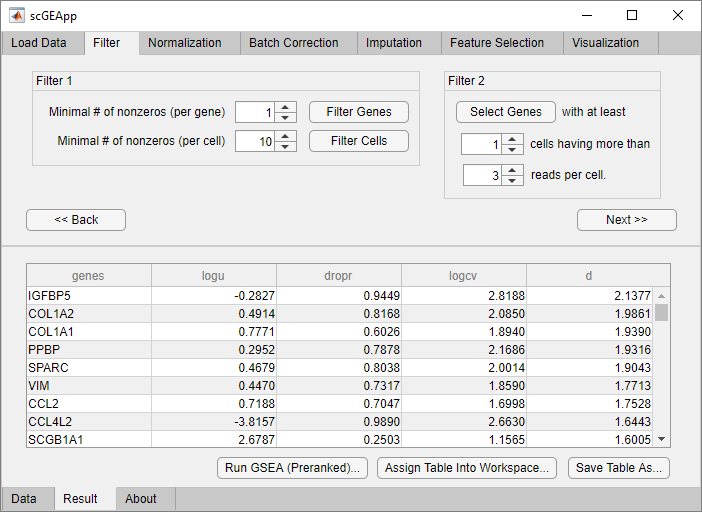 scGEApp
Load Data Filter Normalization Batch Correction Imputation Feature Selection Visualization
Filter 1
Minimal # of nonzeros (per gene) 1 Filter Genes
Minimal # of nonzeros (per cell) 10 Filter Cells
Filter 2
Select Genes with at least
1 cells having more than
3 reads per cell.
<< Back Next >>
genes logu dropr logcv d
IGFBP5 -0.2827 0.9449 2.8188 2.1377
COL1A2 0.4914 0.8168 2.0850 1.9861
COL1A1 0.7771 0.6026 1.8940 1.9390
PPBP 0.2952 0.7878 2.1686 1.9316
SPARC 0.4679 0.8038 2.0014 1.9043
VIM 0.4470 0.7317 1.8590 1.7713
CCL2 0.7188 0.7047 1.6998 1.7528
CCL4L2 -3.8157 0.9890 2.6630 1.6443
SCGB1A1 2.6787 0.2503 1.1565 1.6005
Run GSEA (Preranked)... Assign Table Into Workspace... Save Table As...
Data Result About